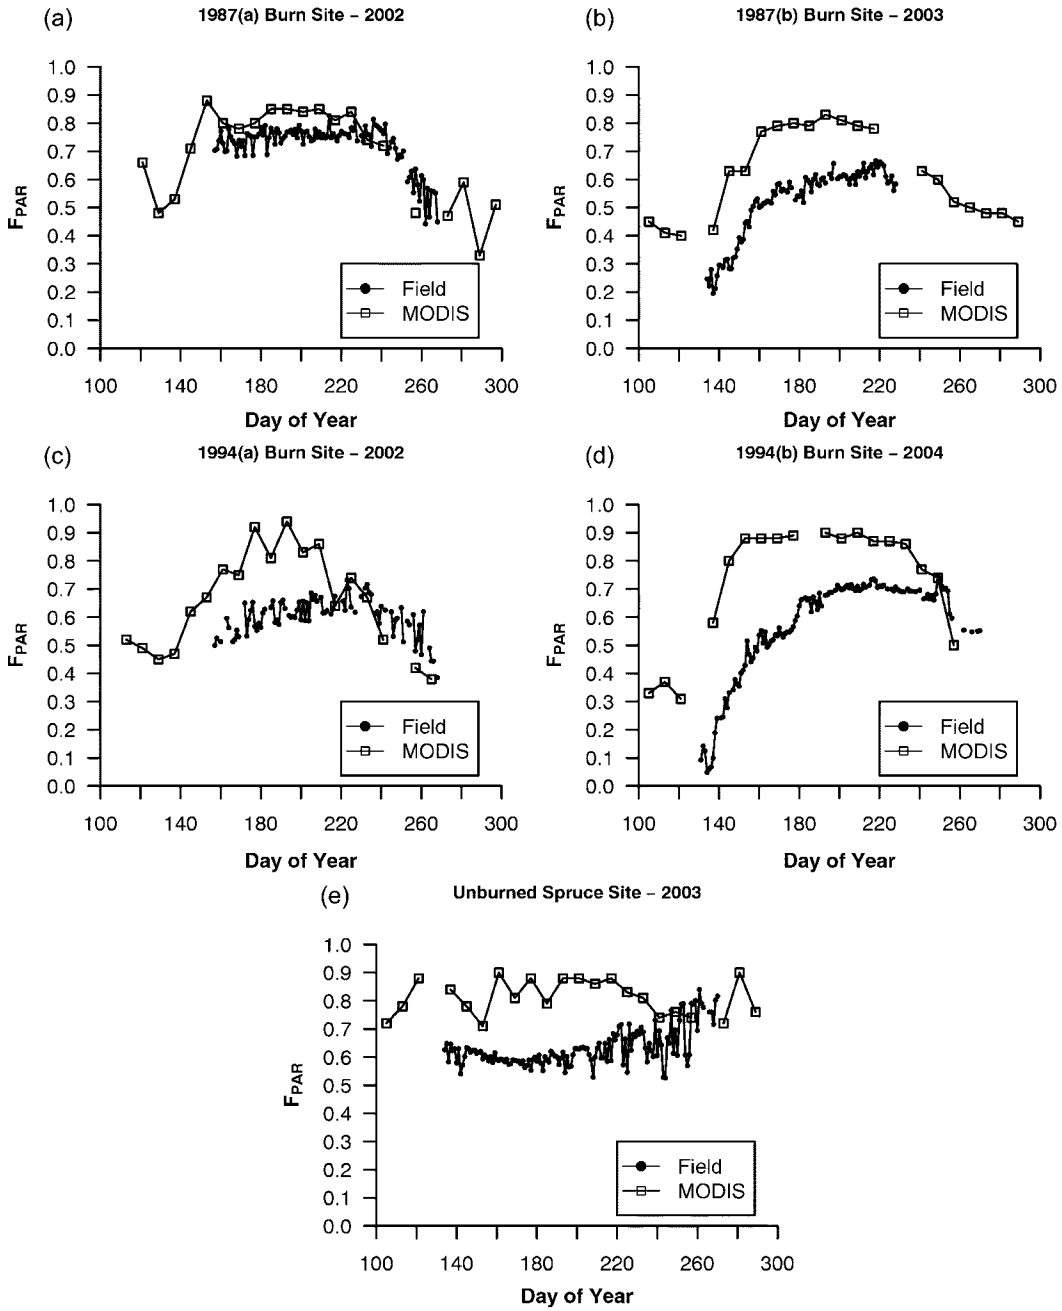 (a) 1987(a) Burn Site – 2002
1.0
0.9
0.8
0.7
0.6
0.5
0.4
0.3
0.2
0.1
0.0
FPAR
Field
MODIS
100 140 180 220 260 300
Day of Year
(b) 1987(b) Burn Site – 2003
1.0
0.9
0.8
0.7
0.6
0.5
0.4
0.3
0.2
0.1
0.0
FPAR
Field
MODIS
100 140 180 220 260 300
Day of Year
(c) 1994(a) Burn Site – 2002
1.0
0.9
0.8
0.7
0.6
0.5
0.4
0.3
0.2
0.1
0.0
FPAR
Field
MODIS
100 140 180 220 260 300
Day of Year
(d) 1994(b) Burn Site – 2004
1.0
0.9
0.8
0.7
0.6
0.5
0.4
0.3
0.2
0.1
0.0
FPAR
Field
MODIS
100 140 180 220 260 300
Day of Year
(e) Unburned Spruce Site – 2003
1.0
0.9
0.8
0.7
0.6
0.5
0.4
0.3
0.2
0.1
0.0
FPAR
Field
MODIS
100 140 180 220 260 300
Day of Year